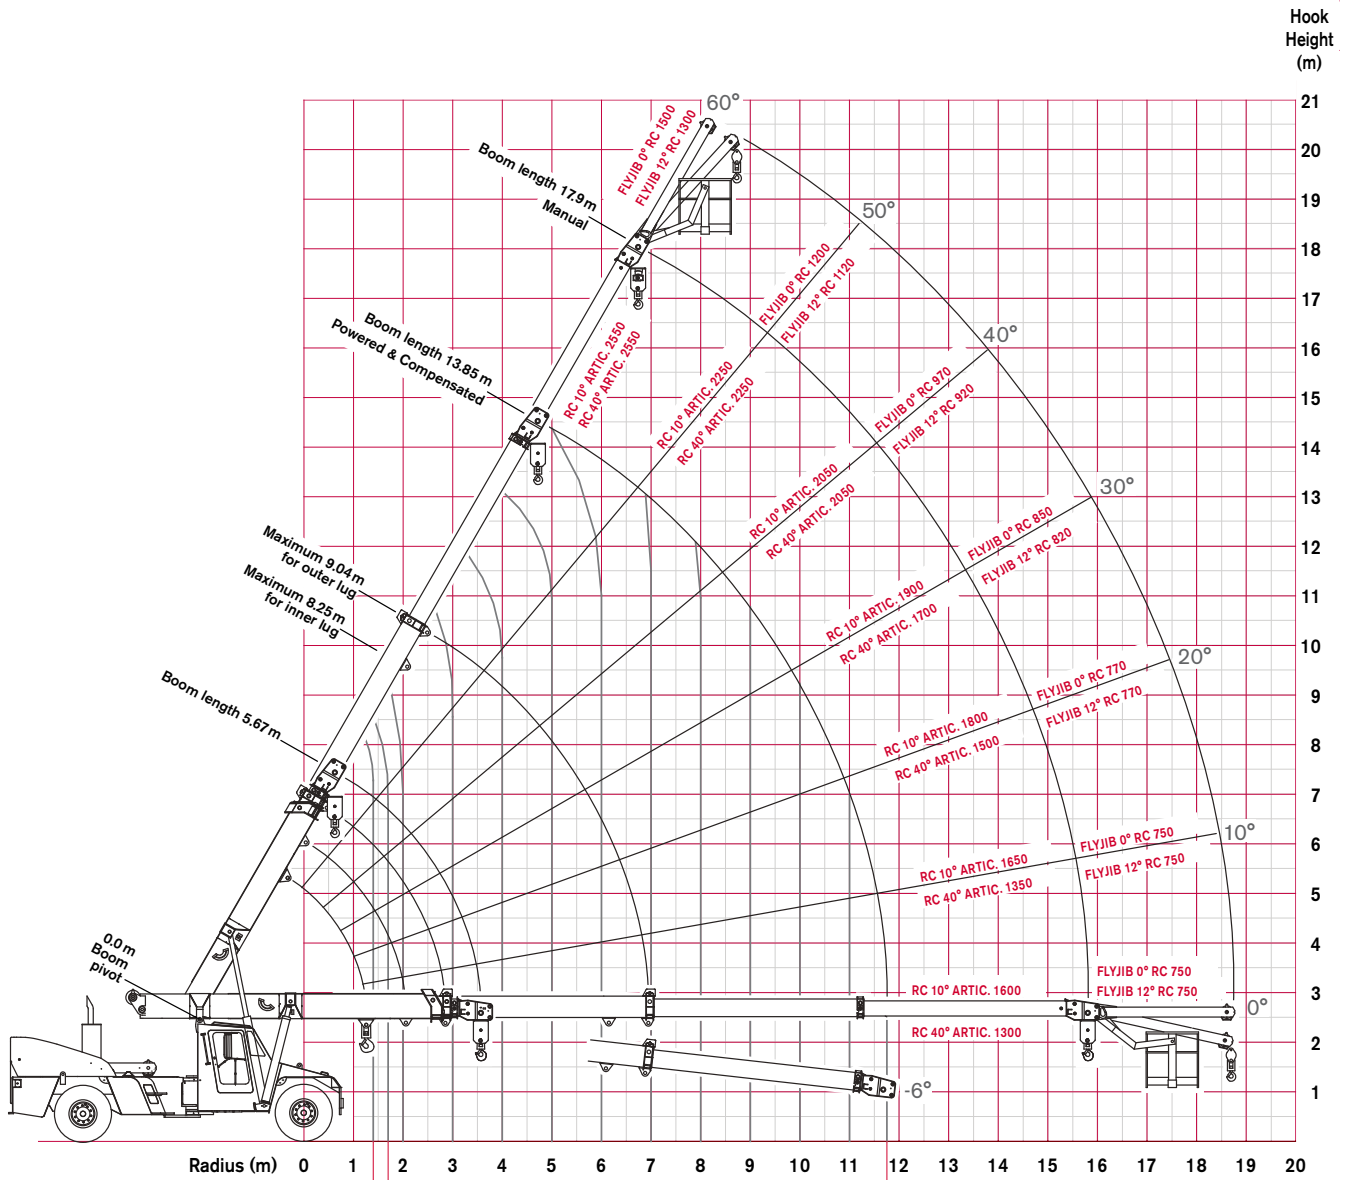 Hook
Height
(m)
21
20
19
18
17
16
15
14
13
12
11
10
9
8
7
6
5
4
3
2
1
60°
50°
40°
30°
20°
10°
0°
-6°
FLYJIB 0° RC 1500
FLYJIB 12° RC 1300
Boom length 17.9 m
Manual
FLYJIB 0° RC 1200
FLYJIB 12° RC 1120
Boom length 13.85 m
Powered & Compensated
RC 10° ARTIC. 2550
RC 40° ARTIC. 2550
RC 10° ARTIC. 2250
RC 40° ARTIC. 2250
FLYJIB 0° RC 970
FLYJIB 12° RC 920
RC 10° ARTIC. 2050
RC 40° ARTIC. 2050
FLYJIB 0° RC 850
FLYJIB 12° RC 820
Maximum 9.04 m
for outer lug
Maximum 8.25 m
for inner lug
RC 10° ARTIC. 1900
RC 40° ARTIC. 1700
FLYJIB 0° RC 770
FLYJIB 12° RC 770
Boom length 5.67 m
RC 10° ARTIC. 1800
RC 40° ARTIC. 1500
FLYJIB 0° RC 750
FLYJIB 12° RC 750
RC 10° ARTIC. 1650
RC 40° ARTIC. 1350
0.0 m
Boom
pivot
FLYJIB 0° RC 750
FLYJIB 12° RC 750
RC 10° ARTIC. 1600
RC 40° ARTIC. 1300
Radius (m) 0 1 2 3 4 5 6 7 8 9 10 11 12 13 14 15 16 17 18 19 20